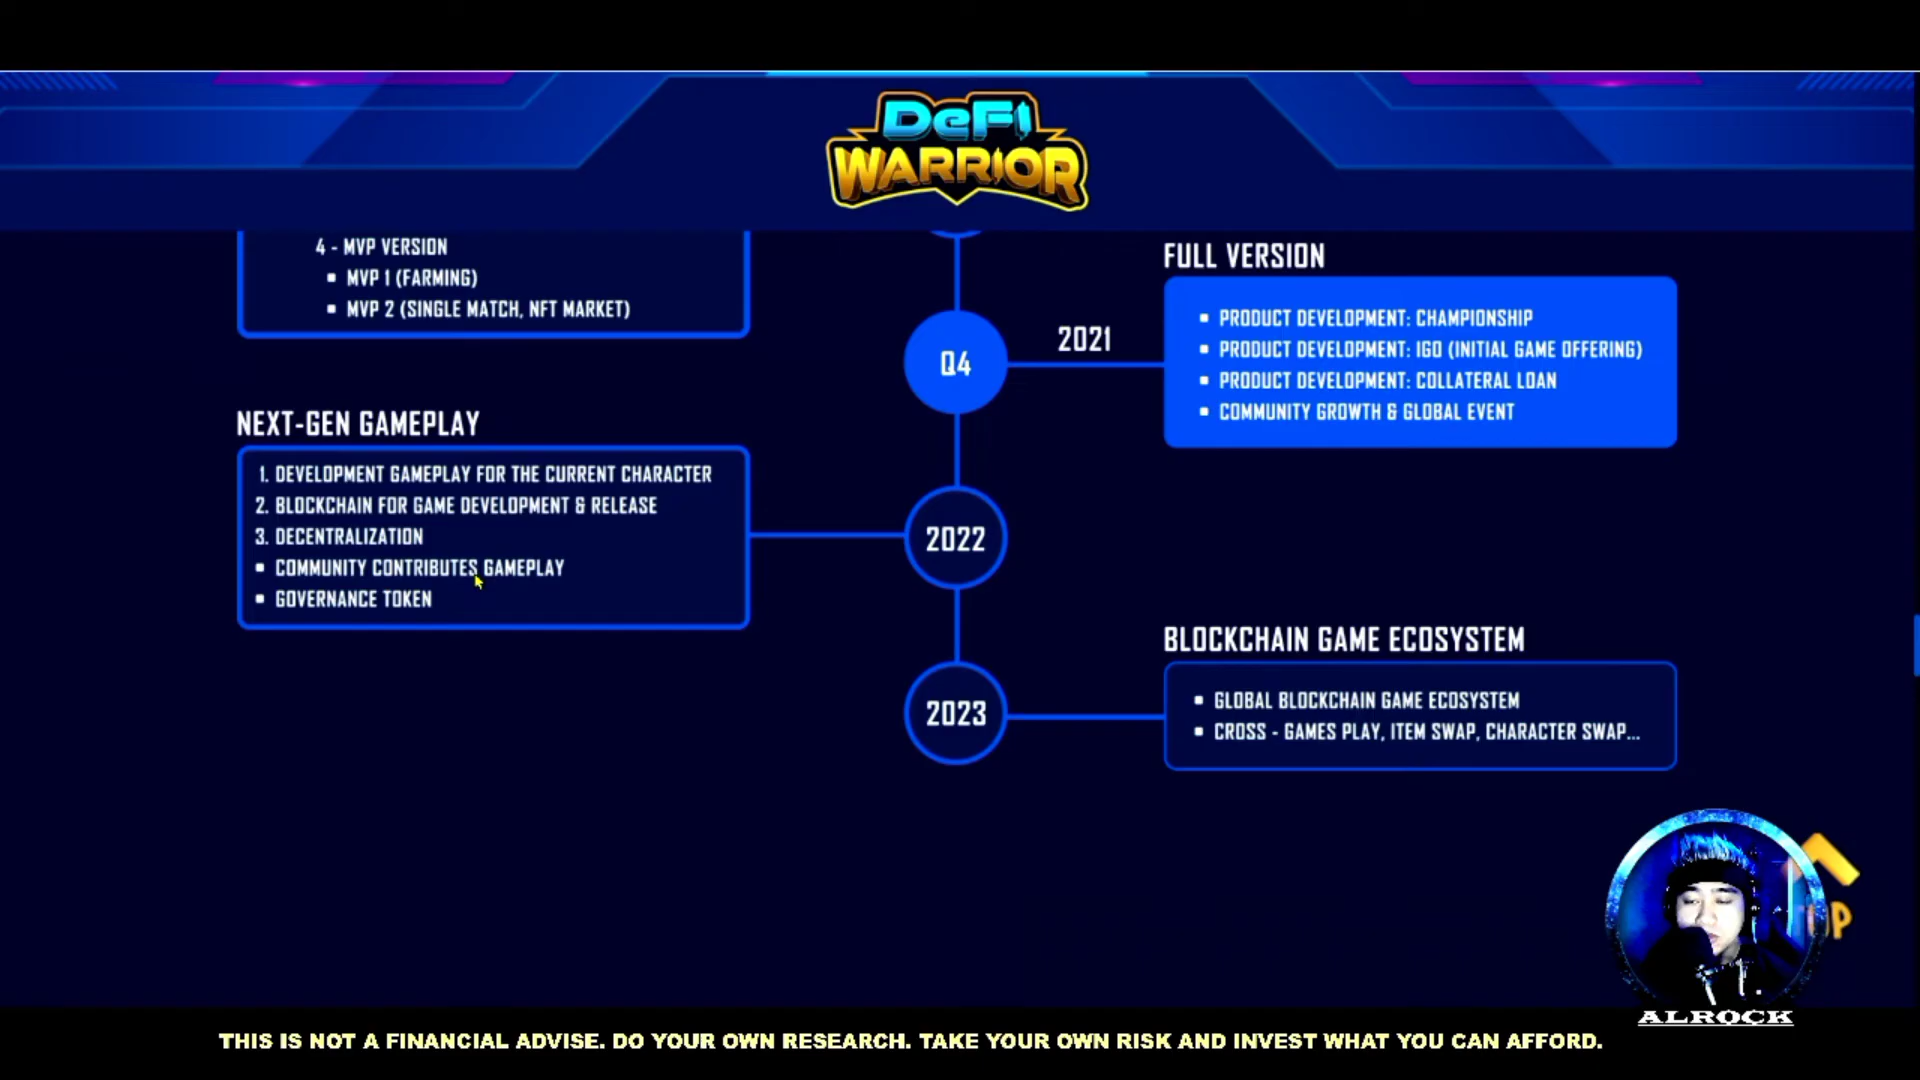 DeFi
WARRIOR
4 - MVP VERSION
▪ MVP 1 (FARMING)
▪ MVP 2 (SINGLE MATCH, NFT MARKET)
FULL VERSION
▪ PRODUCT DEVELOPMENT: CHAMPIONSHIP
▪ PRODUCT DEVELOPMENT: IGO (INITIAL GAME OFFERING)
▪ PRODUCT DEVELOPMENT: COLLATERAL LOAN
▪ COMMUNITY GROWTH & GLOBAL EVENT
2021
Q4
NEXT-GEN GAMEPLAY
1. DEVELOPMENT GAMEPLAY FOR THE CURRENT CHARACTER
2. BLOCKCHAIN FOR GAME DEVELOPMENT & RELEASE
3. DECENTRALIZATION
▪ COMMUNITY CONTRIBUTES GAMEPLAY
▪ GOVERNANCE TOKEN
2022
2023
BLOCKCHAIN GAME ECOSYSTEM
▪ GLOBAL BLOCKCHAIN GAME ECOSYSTEM
▪ CROSS - GAMES PLAY, ITEM SWAP, CHARACTER SWAP...
ALROCK
THIS IS NOT A FINANCIAL ADVISE. DO YOUR OWN RESEARCH. TAKE YOUR OWN RISK AND INVEST WHAT YOU CAN AFFORD.